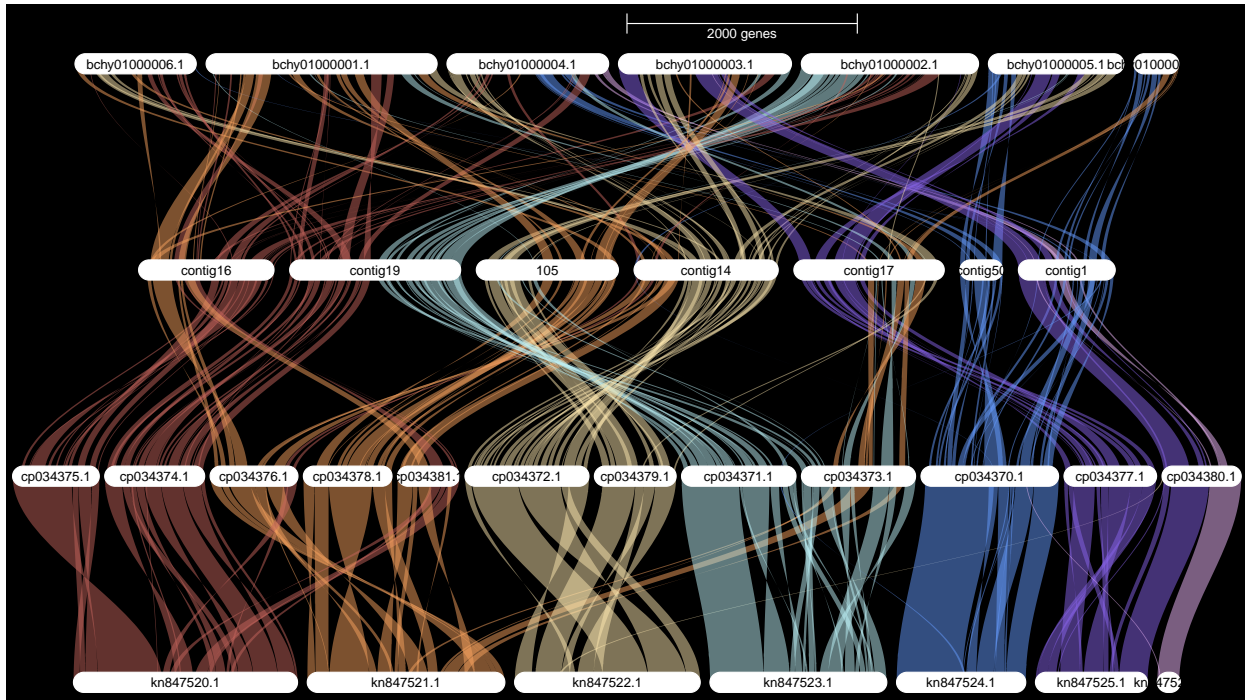 2000 genes
bchy01000006.1 bchy01000001.1 bchy01000004.1 bchy01000003.1 bchy01000002.1 bchy01000005.1
contig16 contig19 105 contig14 contig17 contig50 contig1
cp034375.1 cp034374.1 cp034376.1 cp034378.1 cp034381.1 cp034372.1 cp034379.1 cp034371.1 cp034373.1 cp034370.1 cp034377.1 cp034380.1
kn847520.1 kn847521.1 kn847522.1 kn847523.1 kn847524.1 kn847525.1